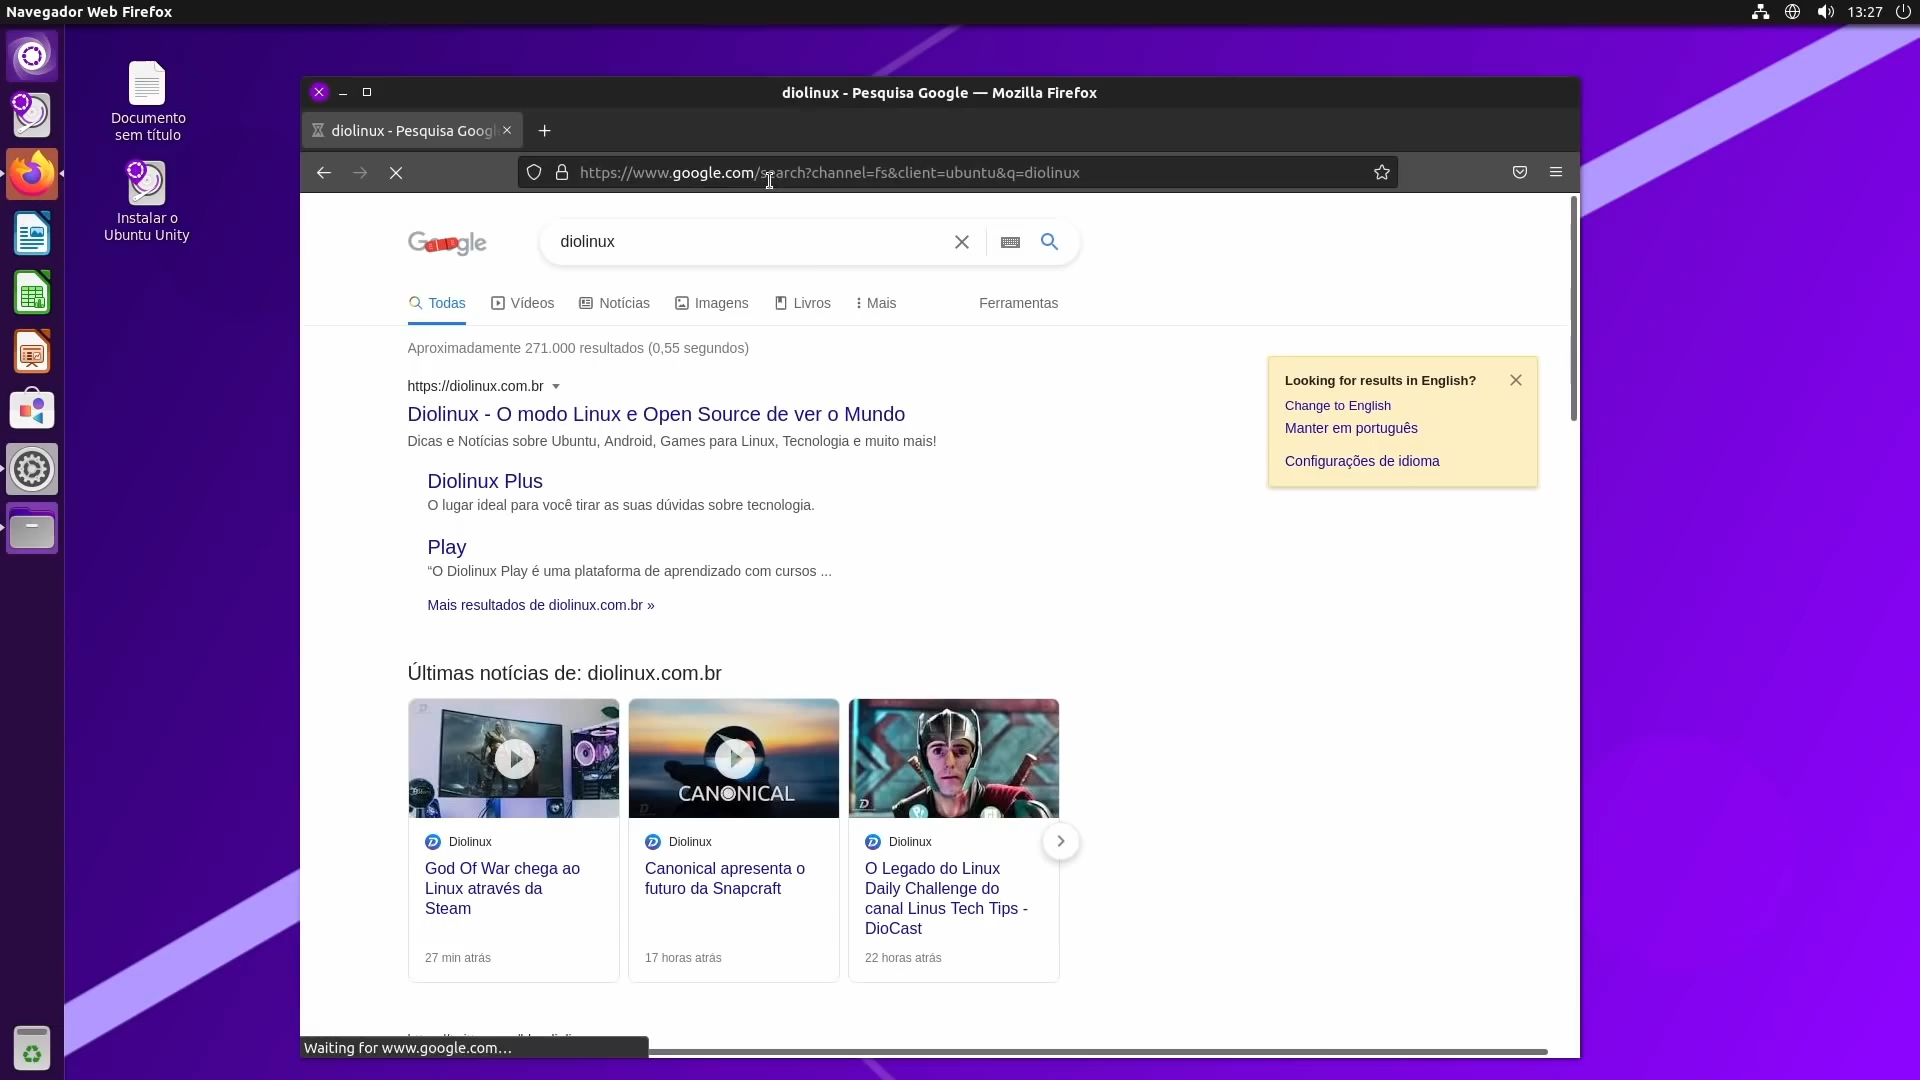 Navegador Web Firefox
13:27
Documento
sem título
Instalar o
Ubuntu Unity
diolinux - Pesquisa Google — Mozilla Firefox
diolinux - Pesquisa Googl
https://www.google.com/search?channel=fs&client=ubuntu&q=diolinux
Google
diolinux
Todas
Vídeos
Notícias
Imagens
Livros
Mais
Ferramentas
Aproximadamente 271.000 resultados (0,55 segundos)
https://diolinux.com.br
Diolinux - O modo Linux e Open Source de ver o Mundo
Dicas e Notícias sobre Ubuntu, Android, Games para Linux, Tecnologia e muito mais!
Diolinux Plus
O lugar ideal para você tirar as suas dúvidas sobre tecnologia.
Play
“O Diolinux Play é uma plataforma de aprendizado com cursos ...
Mais resultados de diolinux.com.br »
Looking for results in English?
Change to English
Manter em português
Configurações de idioma
Últimas notícias de: diolinux.com.br
CANONICAL
Diolinux
God Of War chega ao
Linux através da
Steam
27 min atrás
Diolinux
Canonical apresenta o
futuro da Snapcraft
17 horas atrás
Diolinux
O Legado do Linux
Daily Challenge do
canal Linus Tech Tips -
DioCast
22 horas atrás
Waiting for www.google.com...